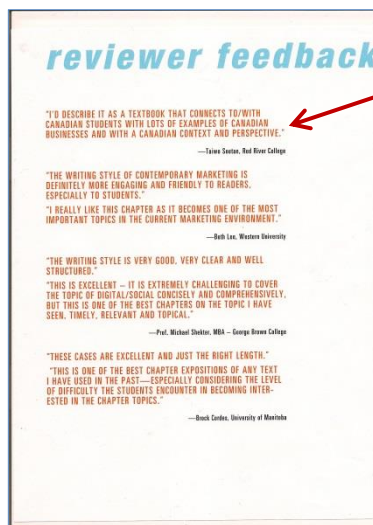 reviewer feedback
"I'D DESCRIBE IT AS A TEXTBOOK THAT CONNECTS TO/WITH
CANADIAN STUDENTS WITH LOTS OF EXAMPLES OF CANADIAN
BUSINESSES AND WITH A CANADIAN CONTEXT AND PERSPECTIVE."
—Taiwo Soetan, Red River College
"THE WRITING STYLE OF CONTEMPORARY MARKETING IS
DEFINITELY MORE ENGAGING AND FRIENDLY TO READERS,
ESPECIALLY TO STUDENTS."
"I REALLY LIKE THIS CHAPTER AS IT BECOMES ONE OF THE MOST
IMPORTANT TOPICS IN THE CURRENT MARKETING ENVIRONMENT."
—Beth Lee, Western University
"THE WRITING STYLE IS VERY GOOD, VERY CLEAR AND WELL
STRUCTURED."
"THIS IS EXCELLENT – IT IS EXTREMELY CHALLENGING TO COVER
THE TOPIC OF DIGITAL/SOCIAL CONCISELY AND COMPREHENSIVELY,
BUT THIS IS ONE OF THE BEST CHAPTERS ON THE TOPIC I HAVE
SEEN. TIMELY, RELEVANT AND TOPICAL."
—Prof. Michael Shekter, MBA – George Brown College
"THESE CASES ARE EXCELLENT AND JUST THE RIGHT LENGTH."
"THIS IS ONE OF THE BEST CHAPTER EXPOSITIONS OF ANY TEXT
I HAVE USED IN THE PAST—ESPECIALLY CONSIDERING THE LEVEL
OF DIFFICULTY THE STUDENTS ENCOUNTER IN BECOMING INTER-
ESTED IN THE CHAPTER TOPICS."
—Brock Cordes, University of Manitoba